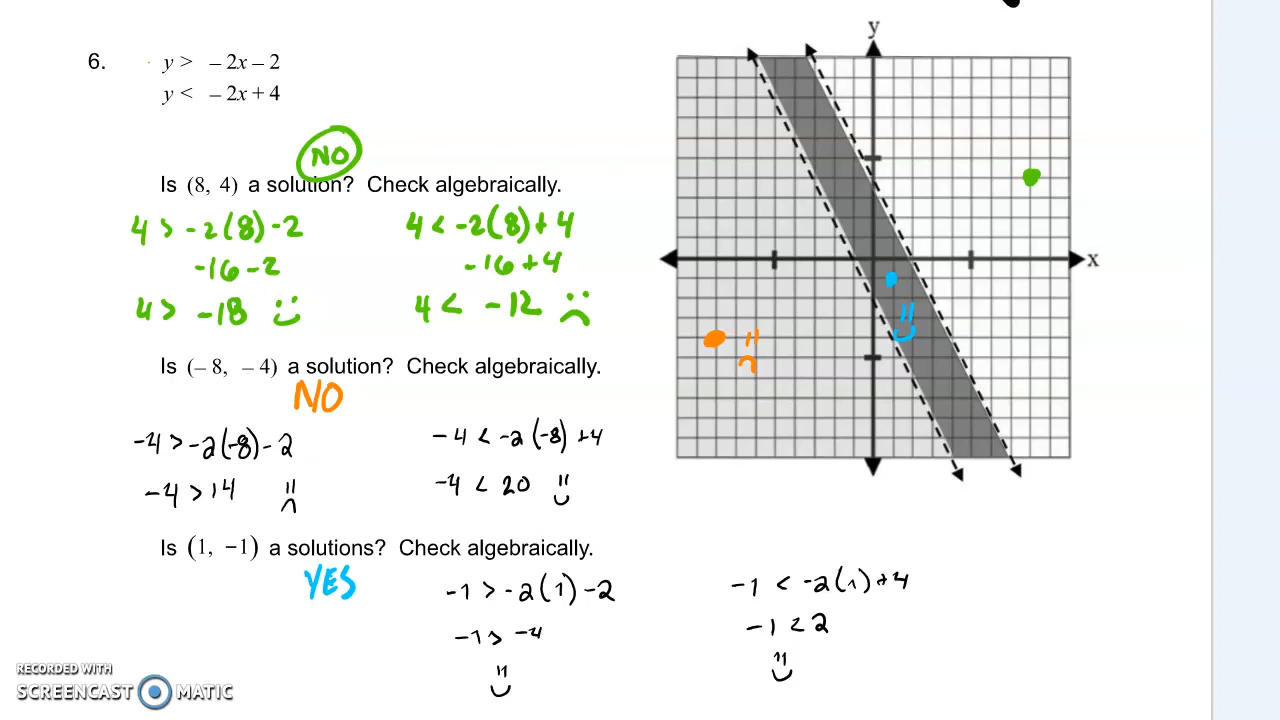 6. y > – 2x – 2
y < – 2x + 4
NO
Is (8, 4) a solution? Check algebraically.
4 > -2(8) -2
-16 -2
4 > -18
4 < -2(8) + 4
-16 + 4
4 < -12
Is (– 8, – 4) a solution? Check algebraically.
NO
-4 > -2(-8) - 2
-4 > 14
-4 < -2(-8) + 4
-4 < 20
Is (1, −1) a solutions? Check algebraically.
YES
-1 > -2(1) -2
-1 > -4
-1 < -2(1) + 4
-1 < 2
y
x
RECORDED WITH
SCREENCAST MATIC